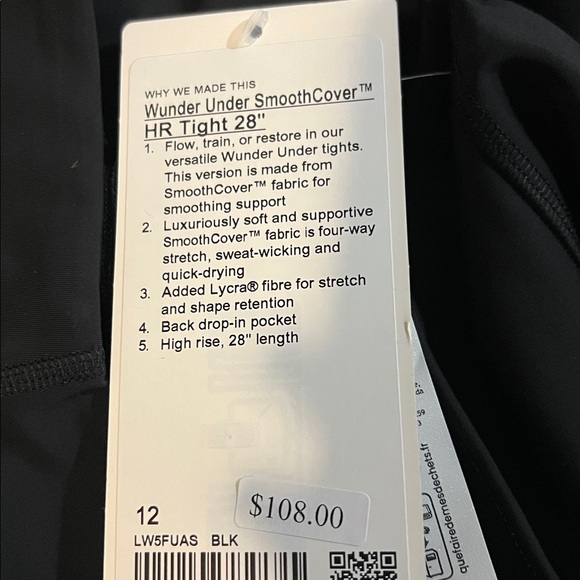 WHY WE MADE THIS
Wunder Under SmoothCover™
HR Tight 28"
1. Flow, train, or restore in our
versatile Wunder Under tights.
This version is made from
SmoothCover™ fabric for
smoothing support
2. Luxuriously soft and supportive
SmoothCover™ fabric is four-way
stretch, sweat-wicking and
quick-drying
3. Added Lycra® fibre for stretch
and shape retention
4. Back drop-in pocket
5. High rise, 28" length
12
$108.00
LW5FUAS BLK
quefairedemesdechets.fr
59